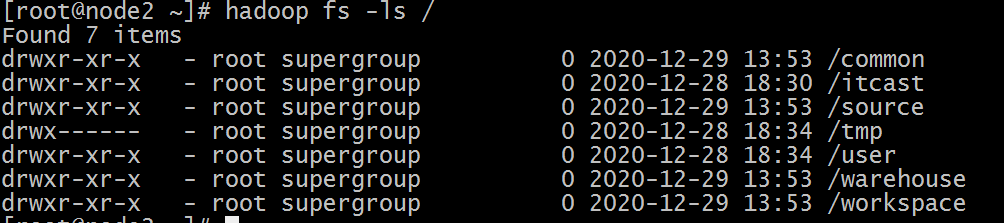 [root@node2 ~]# hadoop fs -ls /
Found 7 items
drwxr-xr-x   - root supergroup          0 2020-12-29 13:53 /common
drwxr-xr-x   - root supergroup          0 2020-12-28 18:30 /itcast
drwxr-xr-x   - root supergroup          0 2020-12-29 13:53 /source
drwx------   - root supergroup          0 2020-12-28 18:34 /tmp
drwxr-xr-x   - root supergroup          0 2020-12-28 18:34 /user
drwxr-xr-x   - root supergroup          0 2020-12-29 13:53 /warehouse
drwxr-xr-x   - root supergroup          0 2020-12-29 13:53 /workspace
[root@node2 ~]#